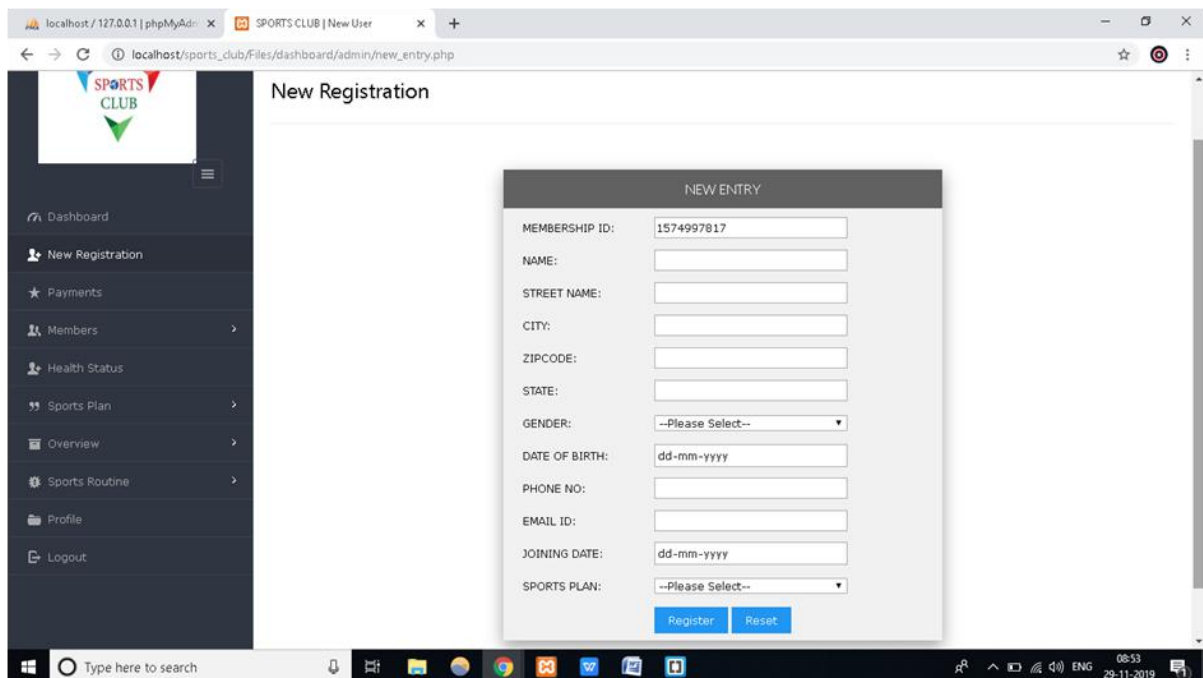 localhost / 127.0.0.1 | phpMyAdr
SPORTS CLUB | New User
localhost/sports_club/Files/dashboard/admin/new_entry.php
SPORTS
CLUB
New Registration
Dashboard
New Registration
Payments
Members
Health Status
Sports Plan
Overview
Sports Routine
Profile
Logout
NEW ENTRY
MEMBERSHIP ID: 1574997817
NAME:
STREET NAME:
CITY:
ZIPCODE:
STATE:
GENDER: --Please Select--
DATE OF BIRTH: dd-mm-yyyy
PHONE NO:
EMAIL ID:
JOINING DATE: dd-mm-yyyy
SPORTS PLAN: --Please Select--
Register Reset
Type here to search
ENG
08:53
29-11-2019